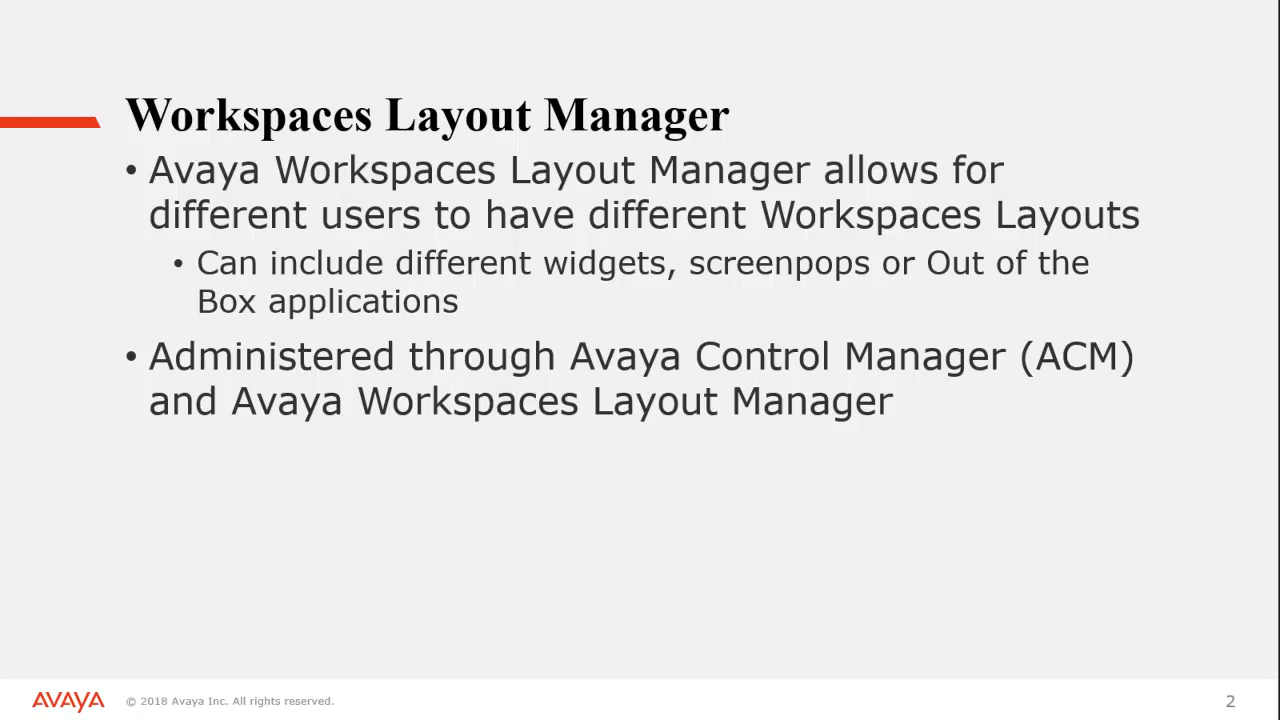 Workspaces Layout Manager
• Avaya Workspaces Layout Manager allows for
different users to have different Workspaces Layouts
• Can include different widgets, screenpops or Out of the
Box applications
• Administered through Avaya Control Manager (ACM)
and Avaya Workspaces Layout Manager
AVAYA
© 2018 Avaya Inc. All rights reserved.
2